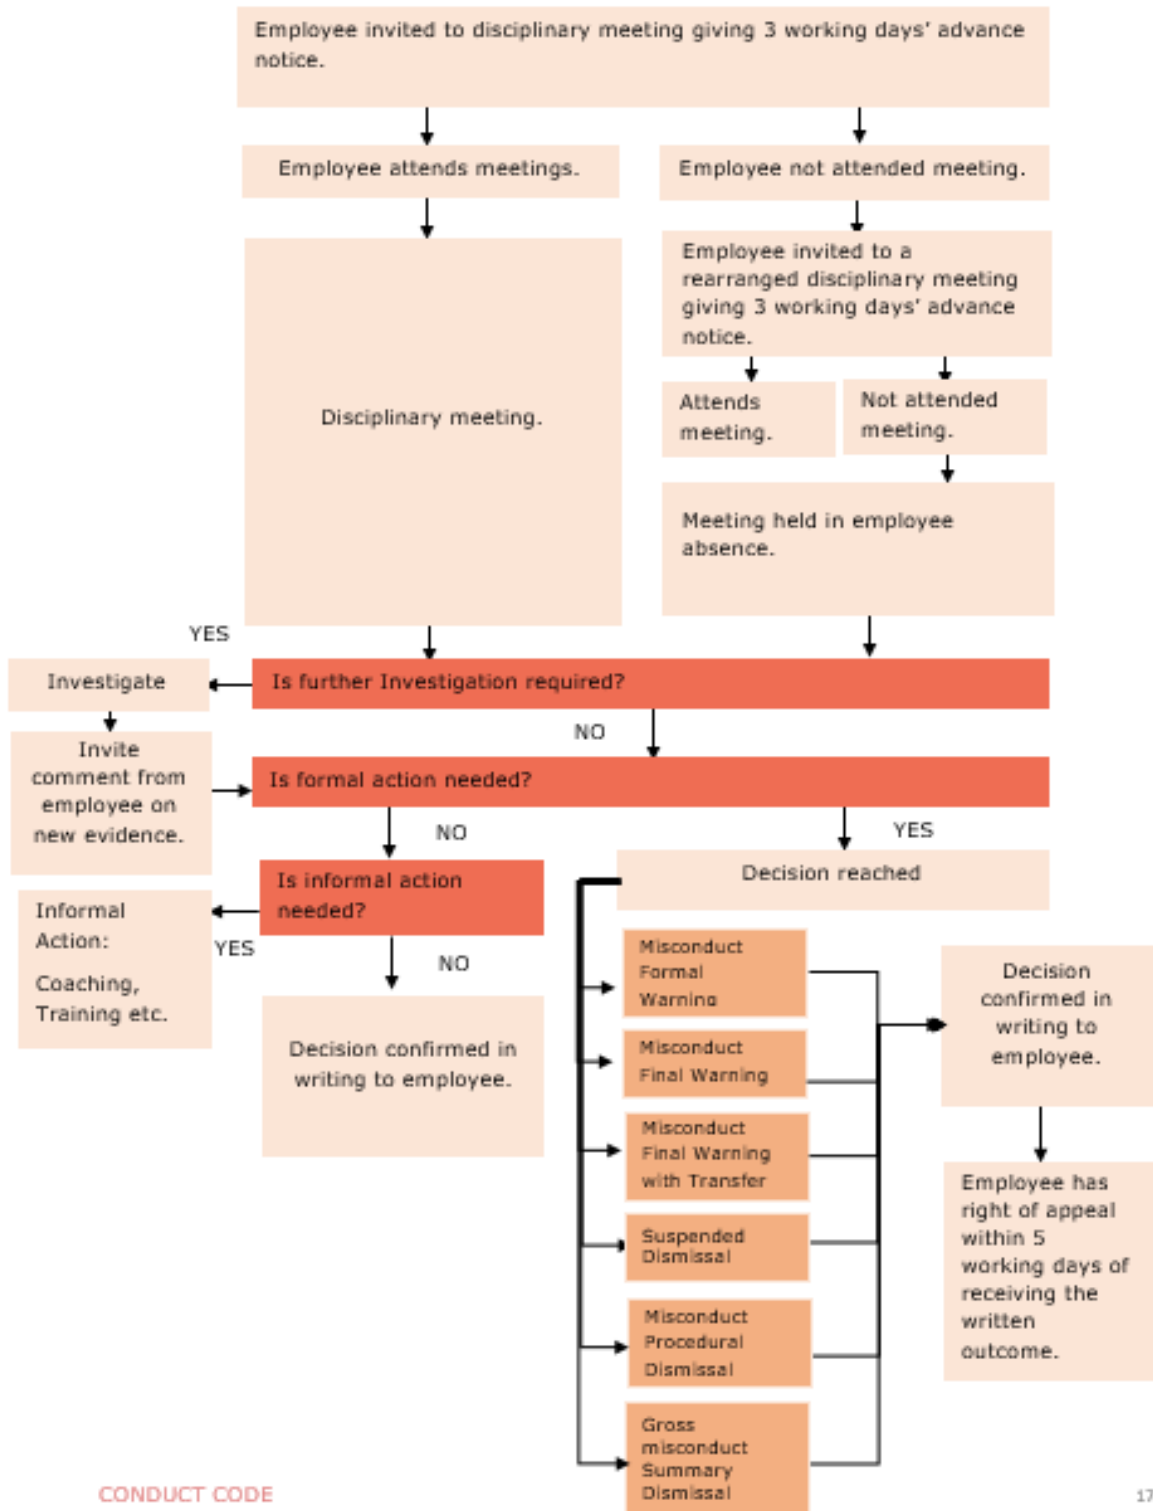 Employee invited to disciplinary meeting giving 3 working days' advance
notice.
Employee attends meetings.
Employee not attended meeting.
Employee invited to a
rearranged disciplinary meeting
giving 3 working days' advance
notice.
Attends
meeting.
Not attended
meeting.
Disciplinary meeting.
Meeting held in employee
absence.
YES
Investigate
Is further Investigation required?
NO
Invite
comment from
employee on
new evidence.
Is formal action needed?
NO
YES
Is informal action
needed?
Decision reached
Informal
Action:
Coaching,
Training etc.
YES
NO
Decision confirmed in
writing to employee.
Misconduct
Formal
Warning
Misconduct
Final Warning
Misconduct
Final Warning
with Transfer
Suspended
Dismissal
Misconduct
Procedural
Dismissal
Gross
misconduct
Summary
Dismissal
Decision
confirmed in
writing to
employee.
Employee has
right of appeal
within 5
working days of
receiving the
written
outcome.
CONDUCT CODE
17